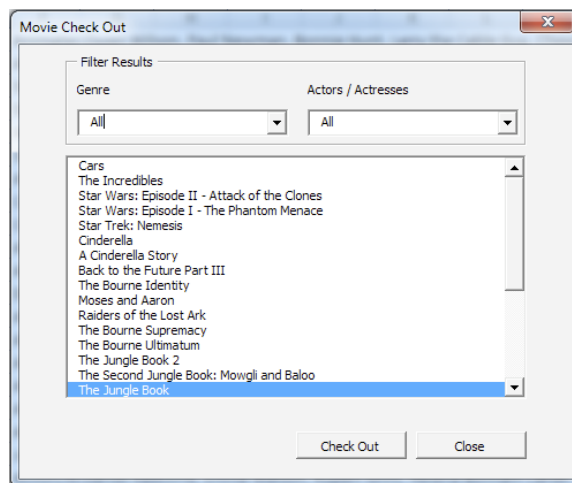 Movie Check Out
Filter Results
Genre
Actors / Actresses
All
All
Cars
The Incredibles
Star Wars: Episode II - Attack of the Clones
Star Wars: Episode I - The Phantom Menace
Star Trek: Nemesis
Cinderella
A Cinderella Story
Back to the Future Part III
The Bourne Identity
Moses and Aaron
Raiders of the Lost Ark
The Bourne Supremacy
The Bourne Ultimatum
The Jungle Book 2
The Second Jungle Book: Mowgli and Baloo
The Jungle Book
Check Out
Close